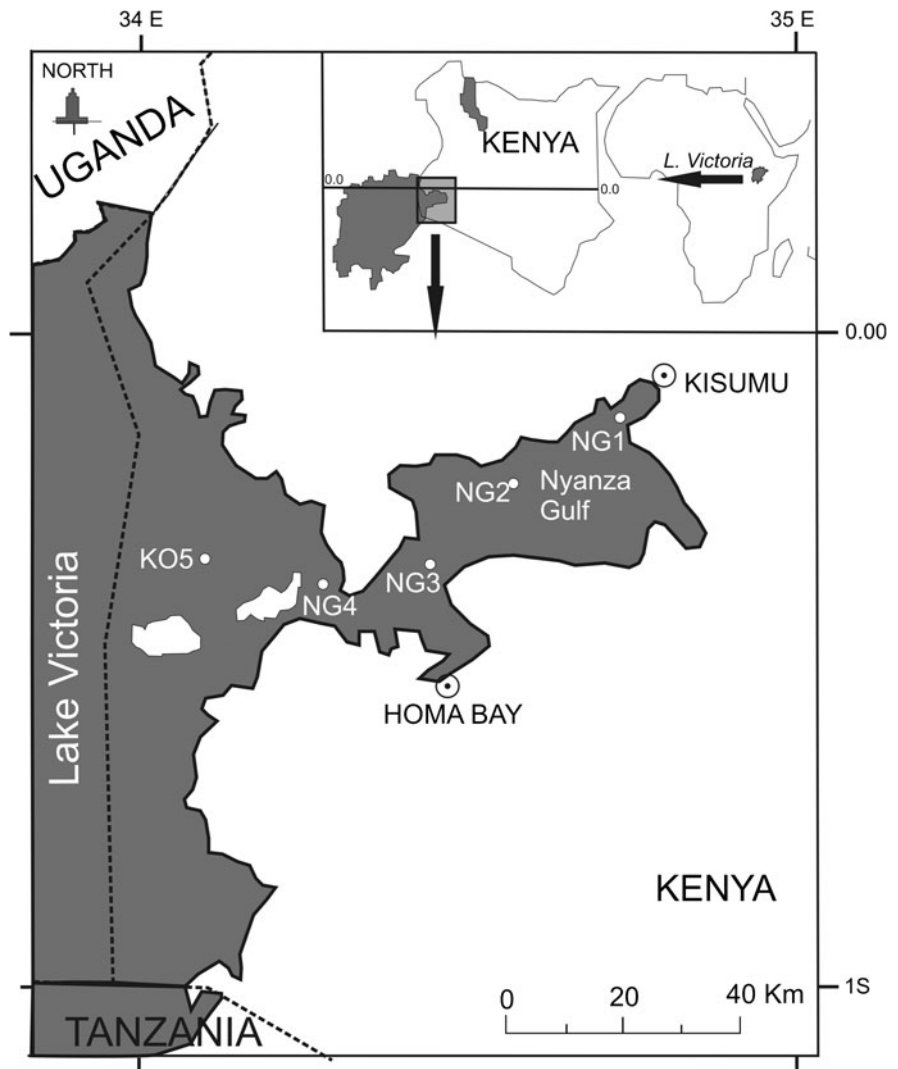 34 E
35 E
NORTH
UGANDA
KENYA
L. Victoria
0.0
0.0
0.00
KISUMU
NG1
NG2
Nyanza
Gulf
KO5
NG3
NG4
Lake Victoria
HOMA BAY
KENYA
1S
0
20
40 Km
TANZANIA